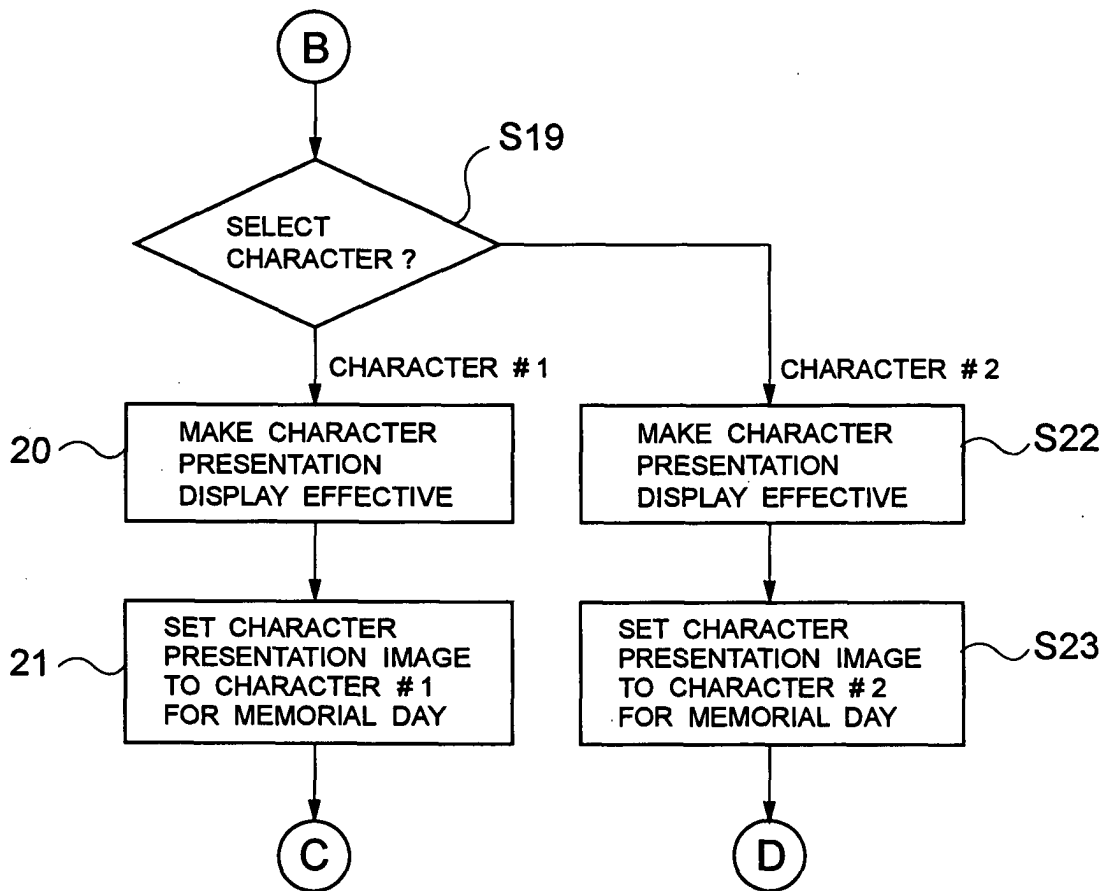 B
S19
SELECT
CHARACTER ?
CHARACTER # 1
CHARACTER # 2
20
MAKE CHARACTER
PRESENTATION
DISPLAY EFFECTIVE
MAKE CHARACTER
PRESENTATION
DISPLAY EFFECTIVE
S22
21
SET CHARACTER
PRESENTATION IMAGE
TO CHARACTER # 1
FOR MEMORIAL DAY
SET CHARACTER
PRESENTATION IMAGE
TO CHARACTER # 2
FOR MEMORIAL DAY
S23
C
D